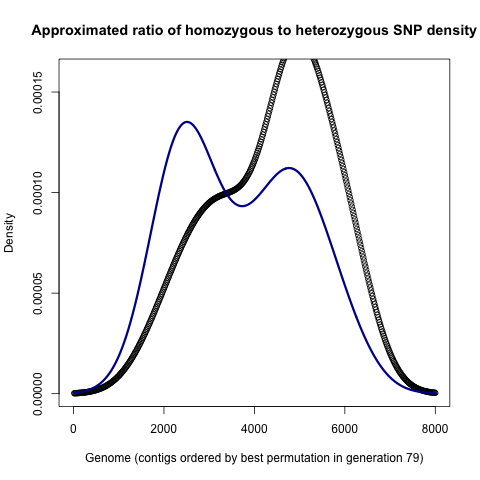 Approximated ratio of homozygous to heterozygous SNP density
Density
0.00015
0.00010
0.00005
0.00000
0 2000 4000 6000 8000
Genome (contigs ordered by best permutation in generation 79)